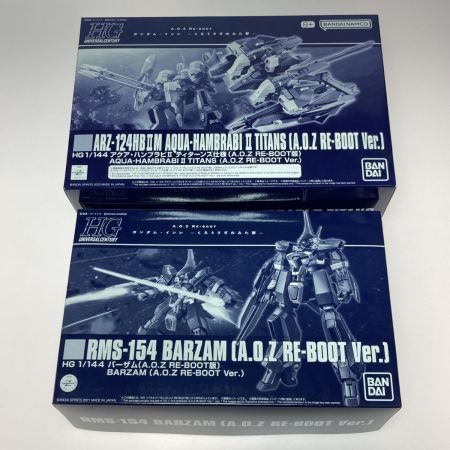 HG
UNIVERSAL CENTURY
A.O.Z RE-BOOT
ガンダム・インレ -くろうさぎのみた夢-
BANDAI NAMCO
ARZ-124HBⅡM AQUA-HAMBRABI Ⅱ TITANS (A.O.Z RE-BOOT Ver.)
HG 1/144 アクア・ハンブラビⅡ ティターンズ仕様 (A.O.Z RE-BOOT版)
AQUA-HAMBRABI Ⅱ TITANS (A.O.Z RE-BOOT Ver.)
BANDAI
HG
UNIVERSAL CENTURY
A.O.Z RE-BOOT
ガンダム・インレ -くろうさぎのみた夢-
RMS-154 BARZAM (A.O.Z RE-BOOT Ver.)
HG 1/144 バーザム(A.O.Z RE-BOOT版)
BARZAM (A.O.Z RE-BOOT Ver.)
BANDAI SPIRITS 2021 MADE IN JAPAN
BANDAI
RMS-154 BARZAM (A.O.Z RE-BOOT Ver.)